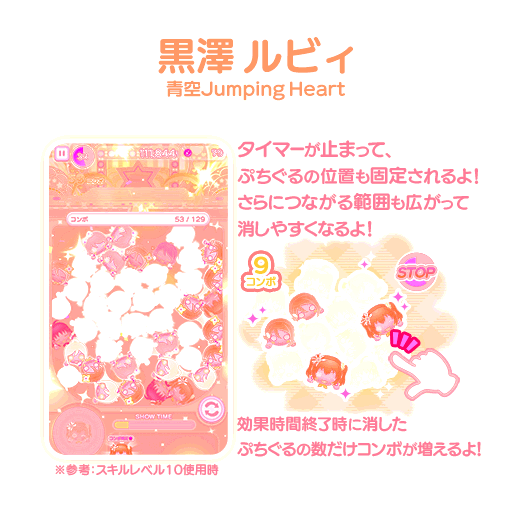 黒澤 ルビィ
青空Jumping Heart
タイマーが止まって、
ぷちぐるの位置も固定されるよ!
さらにつながる範囲も広がって
消しやすくなるよ!
コンボ
53 / 129
9
コンボ
STOP
SHOW TIME
効果時間終了時に消した
ぷちぐるの数だけコンボが増えるよ!
※参考:スキルレベル10使用時